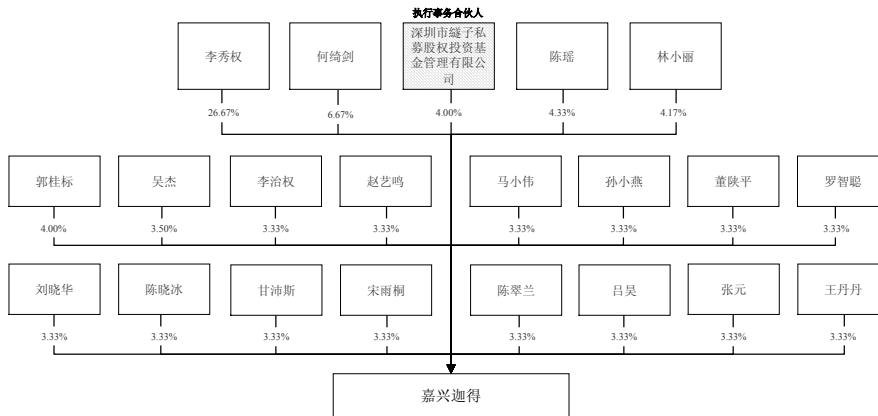 执行事务合伙人
李秀权
何绮剑
深圳市繸子私
募股权投资基
金管理有限公
司
陈瑶
林小丽
26.67%
6.67%
4.00%
4.33%
4.17%
郭桂标
吴杰
李治权
赵艺鸣
马小伟
孙小燕
董陕平
罗智聪
4.00%
3.50%
3.33%
3.33%
3.33%
3.33%
3.33%
3.33%
刘晓华
陈晓冰
甘沛斯
宋雨桐
陈翠兰
吕昊
张元
王丹丹
3.33%
3.33%
3.33%
3.33%
3.33%
3.33%
3.33%
3.33%
嘉兴迦得